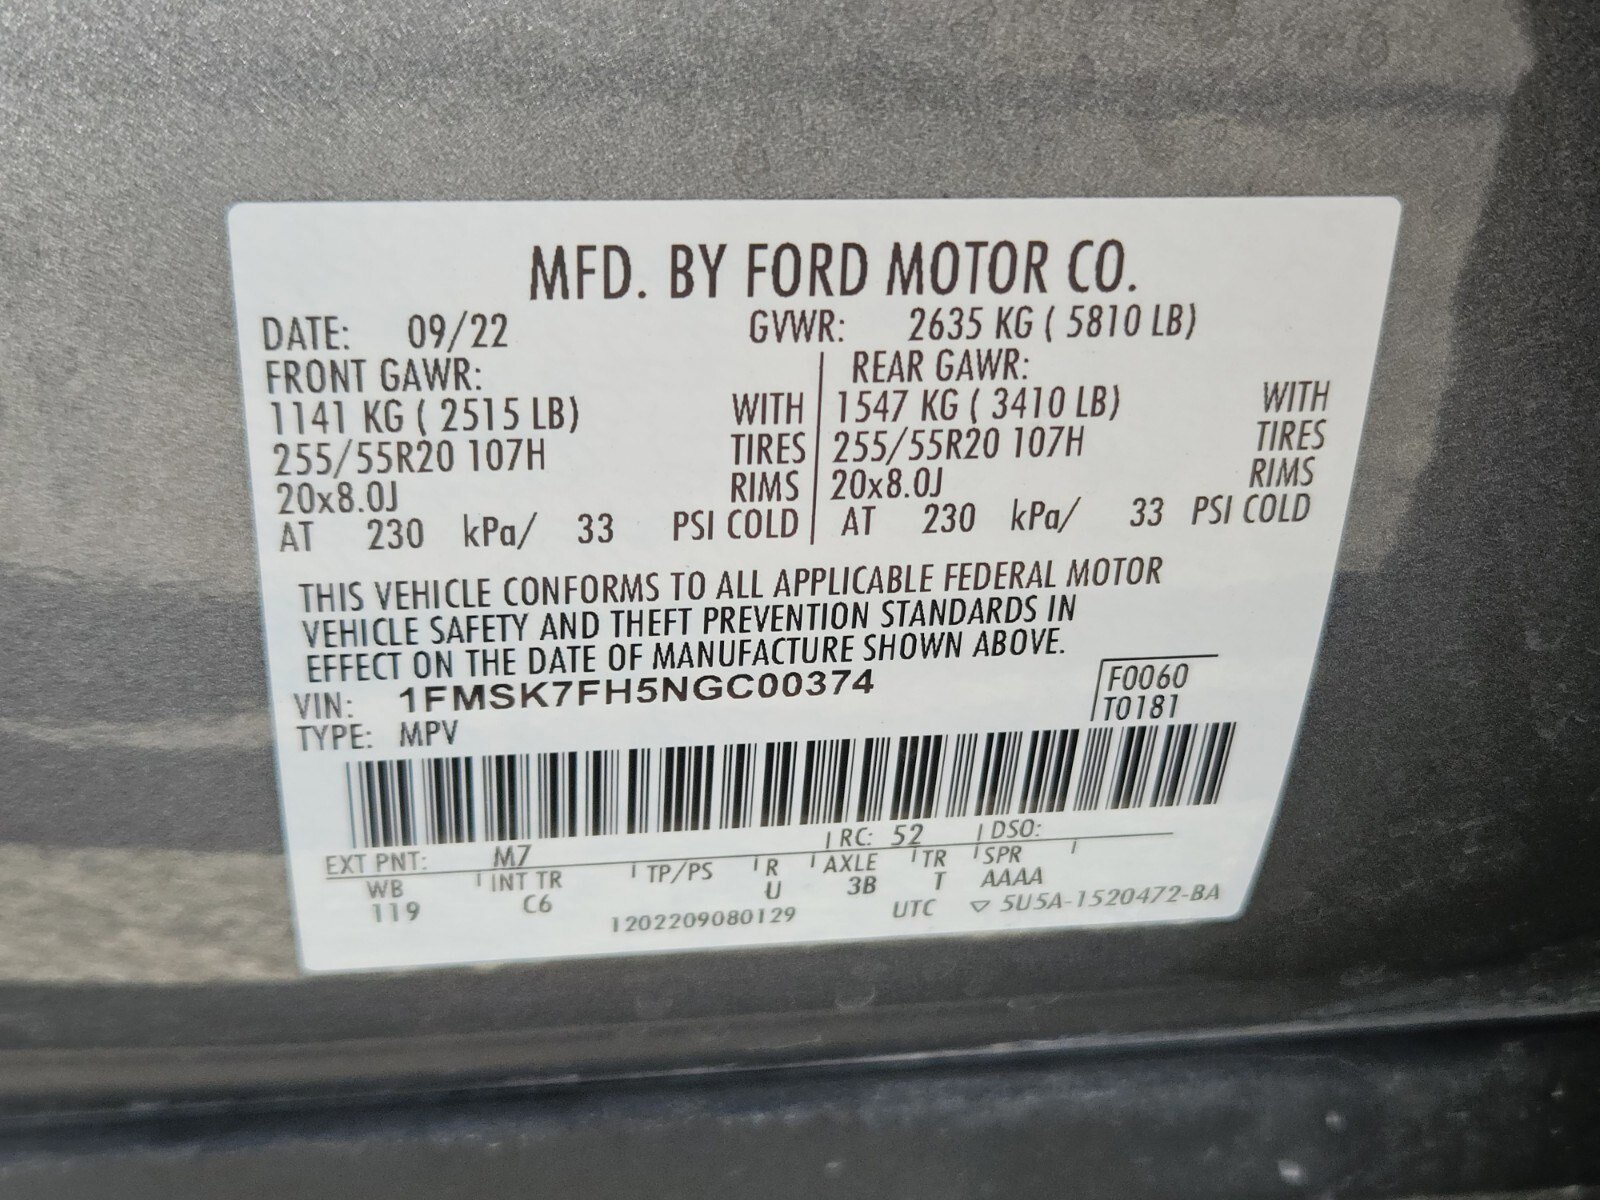 MFD. BY FORD MOTOR CO.
DATE: 09/22 GVWR: 2635 KG ( 5810 LB)
FRONT GAWR: REAR GAWR:
1141 KG ( 2515 LB) WITH 1547 KG ( 3410 LB) WITH
255/55R20 107H TIRES 255/55R20 107H TIRES
20x8.0J RIMS 20x8.0J RIMS
AT 230 kPa/ 33 PSI COLD AT 230 kPa/ 33 PSI COLD
THIS VEHICLE CONFORMS TO ALL APPLICABLE FEDERAL MOTOR
VEHICLE SAFETY AND THEFT PREVENTION STANDARDS IN
EFFECT ON THE DATE OF MANUFACTURE SHOWN ABOVE.
VIN: 1FMSK7FH5NGC00374 F0060
TYPE: MPV T0181
EXT PNT: M7 RC: 52 DSO:
WB INT TR TP/PS R AXLE TR SPR
119 C6 U 3B T AAAA
1202209080129 UTC ▽ 5U5A-1520472-BA